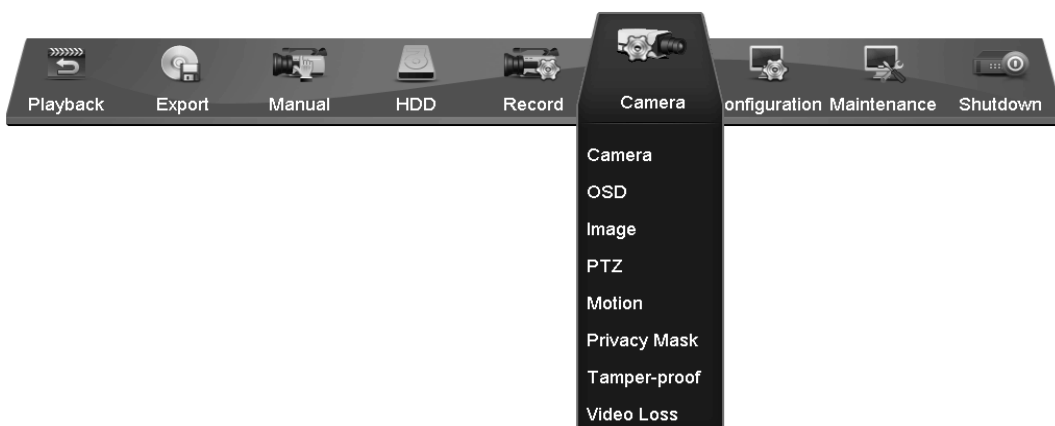 Playback Export Manual HDD Record Camera onfiguration Maintenance Shutdown
Camera
OSD
Image
PTZ
Motion
Privacy Mask
Tamper-proof
Video Loss